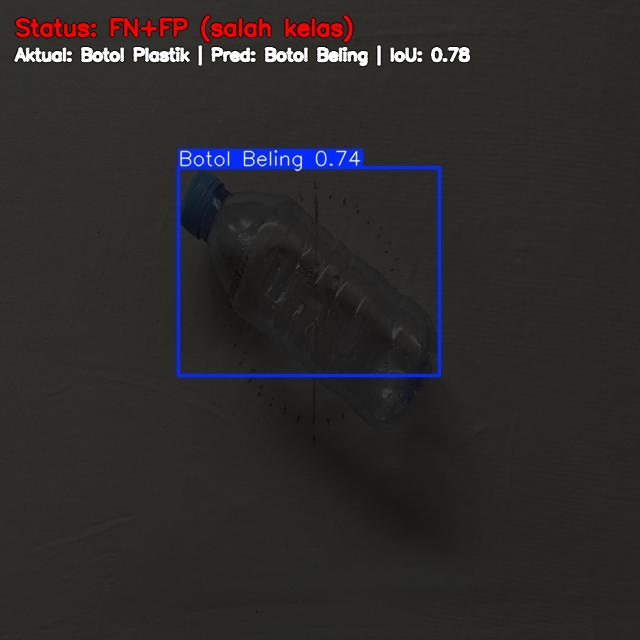 Status: FN+FP (salah kelas)
Aktual: Botol Plastik | Pred: Botol Beling | IoU: 0.78
Botol Beling 0.74